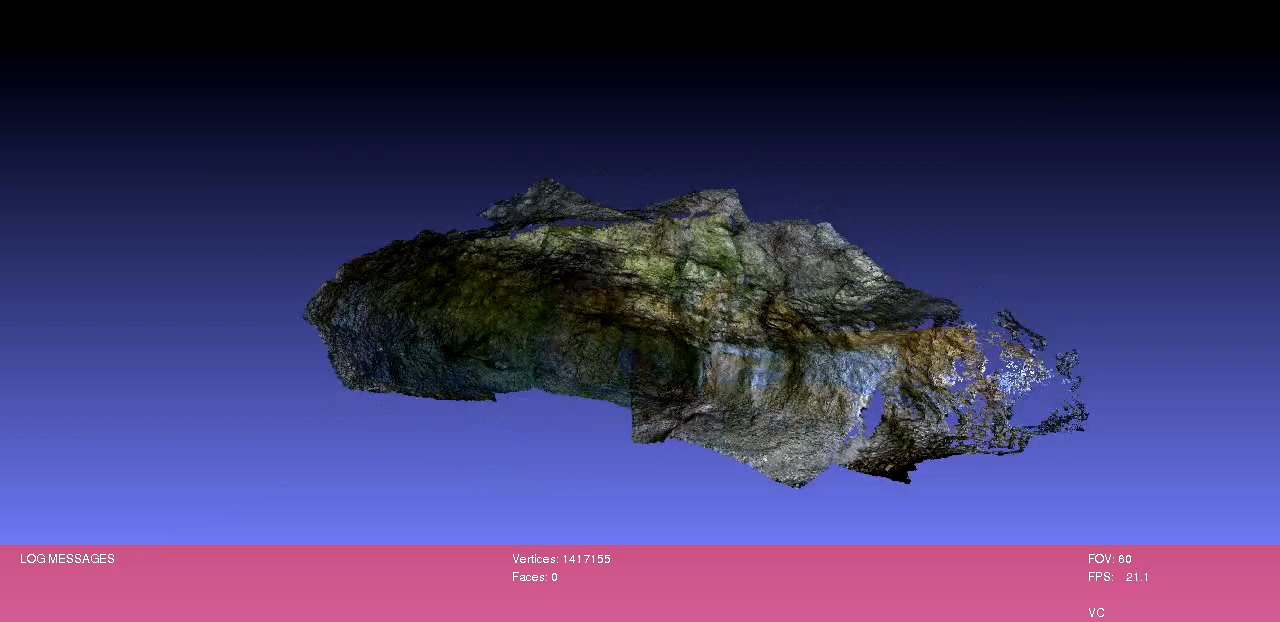 LOG MESSAGES
Vertices: 1417155
Faces: 0
FOV: 60
FPS: 21.1
VC